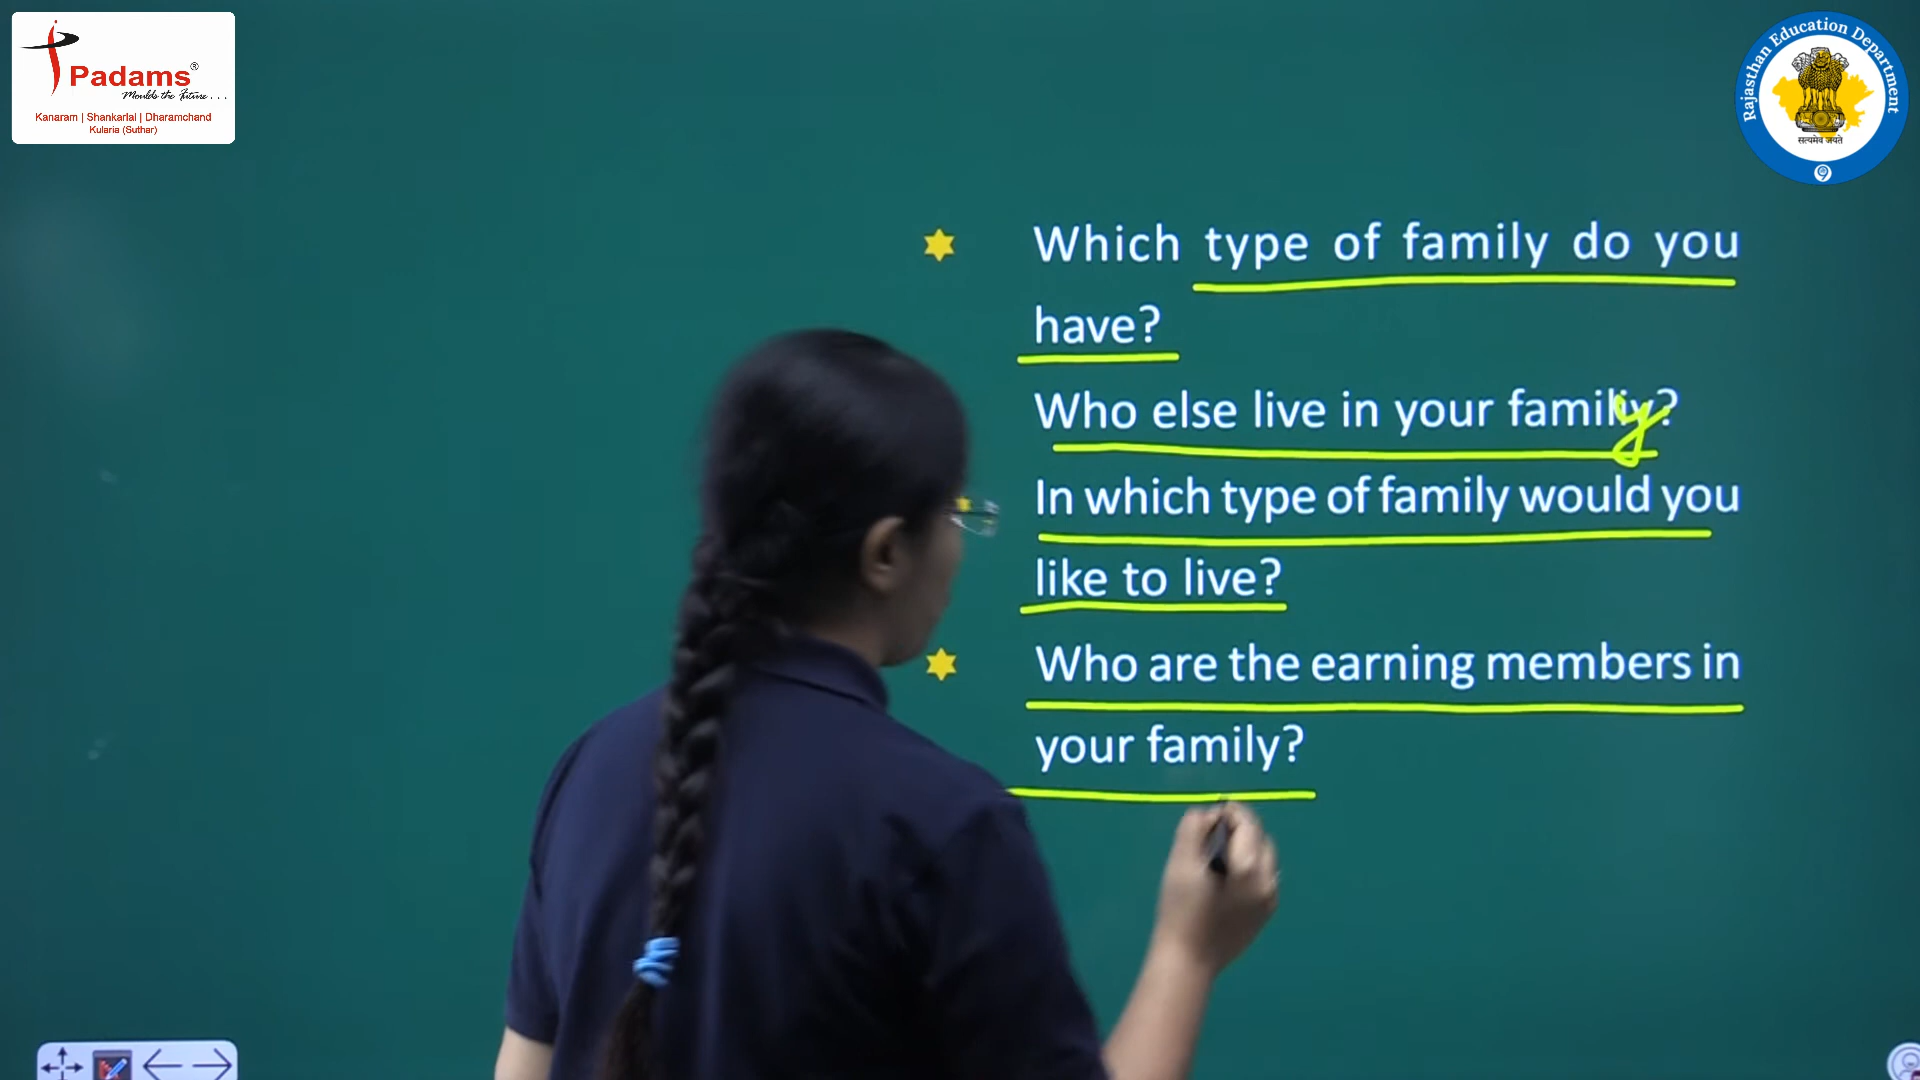 Padams®
Moulds the Future . . .
Kanaram | Shankarlal | Dharamchand
Kularia (Suthar)
Rajasthan Education Department
सत्यमेव जयते
Which type of family do you
have?
Who else live in your family?
In which type of family would you
like to live?
Who are the earning members in
your family?